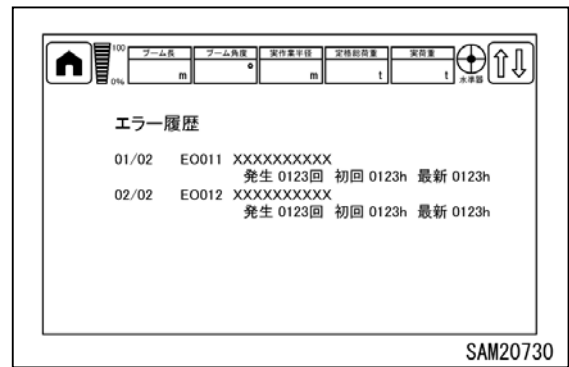 100
0%
ブーム長 ブーム角度 実作業半径 定格総荷重 実荷重
m ° m t t
水準器
エラー履歴
01/02 E0011 XXXXXXXXXX
発生 0123回 初回 0123h 最新 0123h
02/02 E0012 XXXXXXXXXX
発生 0123回 初回 0123h 最新 0123h
SAM20730